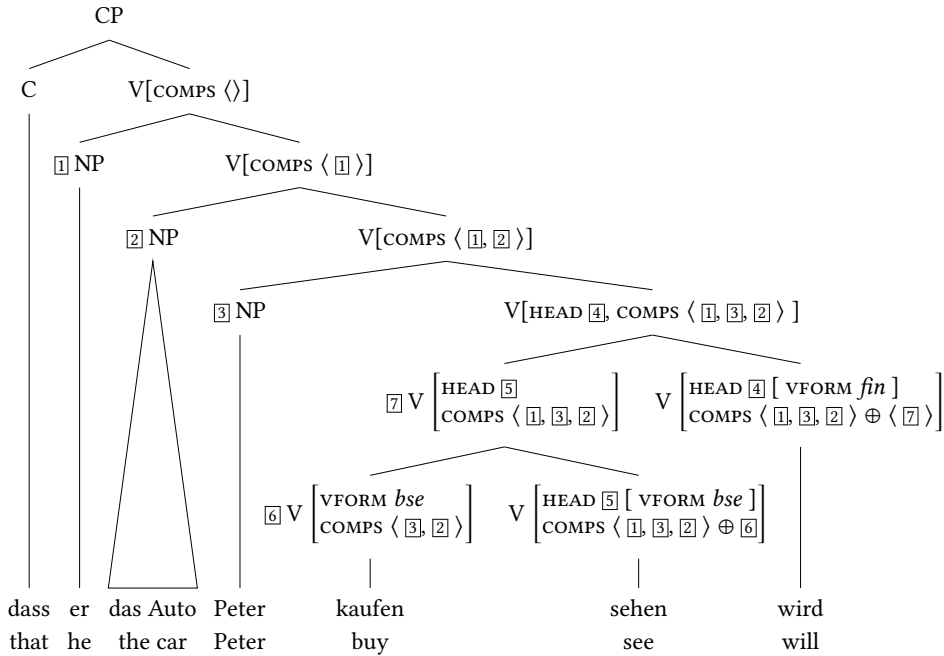 CP
C V[COMPS ⟨⟩]
1 NP V[COMPS ⟨ 1 ⟩]
2 NP V[COMPS ⟨ 1, 2 ⟩]
3 NP V[HEAD 4, COMPS ⟨ 1, 3, 2 ⟩ ]
7 V [HEAD 5 V [HEAD 4 [ VFORM fin ]
COMPS ⟨ 1, 3, 2 ⟩] COMPS ⟨ 1, 3, 2 ⟩ ⊕ ⟨ 7 ⟩]
6 V [VFORM bse V [HEAD 5 [ VFORM bse ]
COMPS ⟨ 3, 2 ⟩] COMPS ⟨ 1, 3, 2 ⟩ ⊕ 6]
dass er das Auto Peter kaufen sehen wird
that he the car Peter buy see will